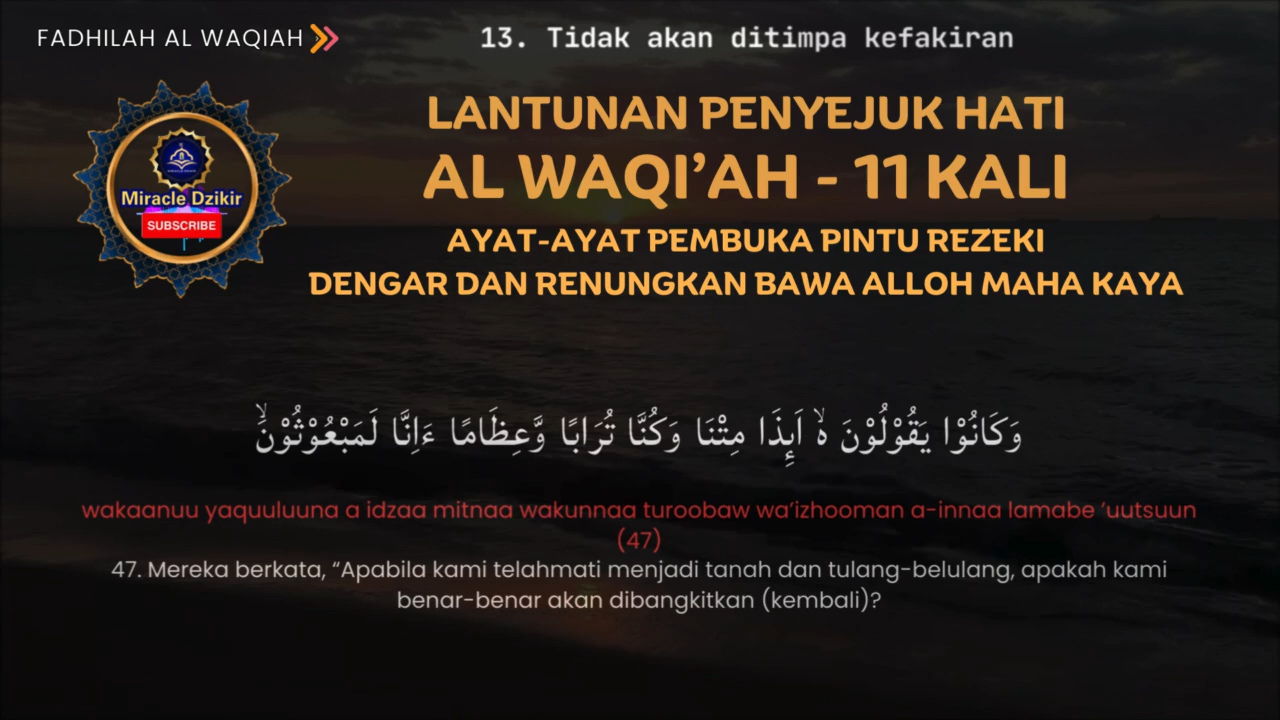 FADHILAH AL WAQIAH
13. Tidak akan ditimpa kefakiran
LANTUNAN PENYEJUK HATI
AL WAQI’AH - 11 KALI
AYAT-AYAT PEMBUKA PINTU REZEKI
DENGAR DAN RENUNGKAN BAWA ALLOH MAHA KAYA
Miracle Dzikir
SUBSCRIBE
وَكَانُوْا يَقُوْلُوْنَ ەۙ اَىِٕذَا مِتْنَا وَكُنَّا تُرَابًا وَّعِظَامًا ءَاِنَّا لَمَبْعُوْثُوْنَۙ
wakaanuu yaquuluuna a idzaa mitnaa wakunnaa turoobaw wa’izhooman a-innaa lamabe ’uutsuun
(47)
47. Mereka berkata, “Apabila kami telahmati menjadi tanah dan tulang-belulang, apakah kami
benar-benar akan dibangkitkan (kembali)?